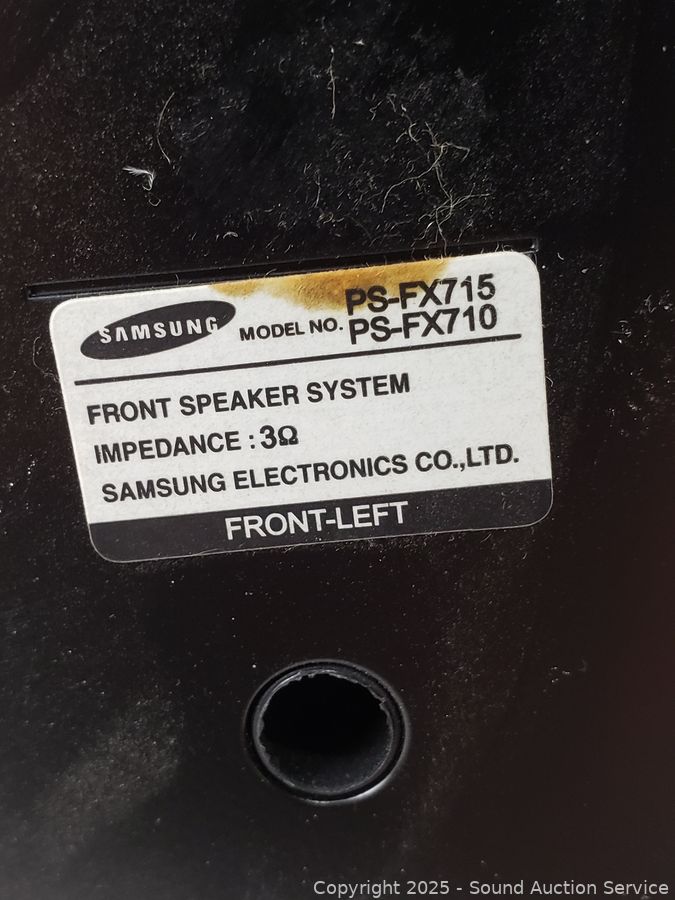 SAMSUNG MODEL NO. PS-FX715
PS-FX710
FRONT SPEAKER SYSTEM
IMPEDANCE : 3Ω
SAMSUNG ELECTRONICS CO.,LTD.
FRONT-LEFT
Copyright 2025 - Sound Auction Service